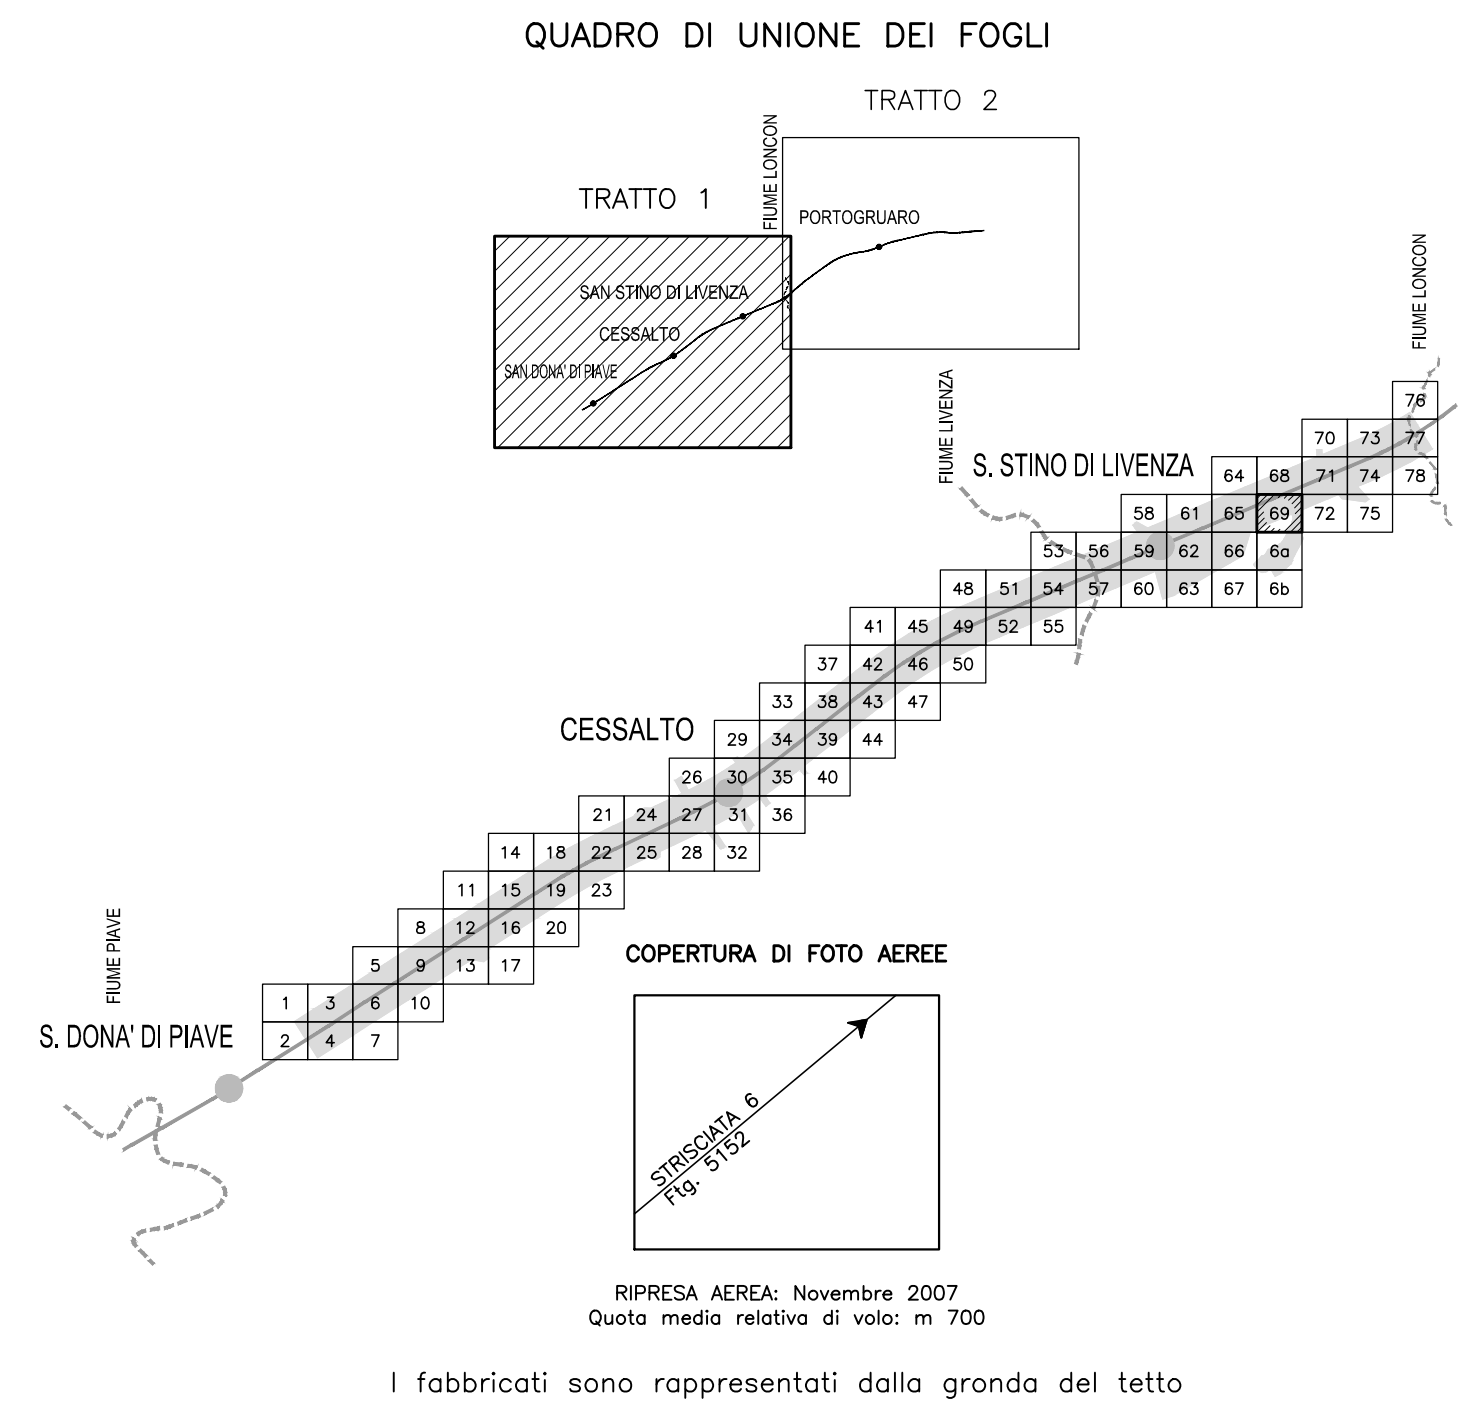 QUADRO DI UNIONE DEI FOGLI
TRATTO 2
FIUME LONCON
TRATTO 1
PORTOGRUARO
SAN STINO DI LIVENZA
CESSALTO
SAN DONA' DI PIAVE
FIUME LONCON
FIUME LIVENZA
S. STINO DI LIVENZA
76
70 73 77
64 68 71 74 78
58 61 65 69 72 75
53 56 59 62 66 6a
48 51 54 57 60 63 67 6b
41 45 49 52 55
37 42 46 50
33 38 43 47
CESSALTO
29 34 39 44
26 30 35 40
21 24 27 31 36
14 18 22 25 28 32
11 15 19 23
8 12 16 20
5 9 13 17
1 3 6 10
2 4 7
FIUME PIAVE
S. DONA' DI PIAVE
COPERTURA DI FOTO AEREE
STRISCIATA 6
Ftg. 5152
RIPRESA AEREA: Novembre 2007
Quota media relativa di volo: m 700
I fabbricati sono rappresentati dalla gronda del tetto